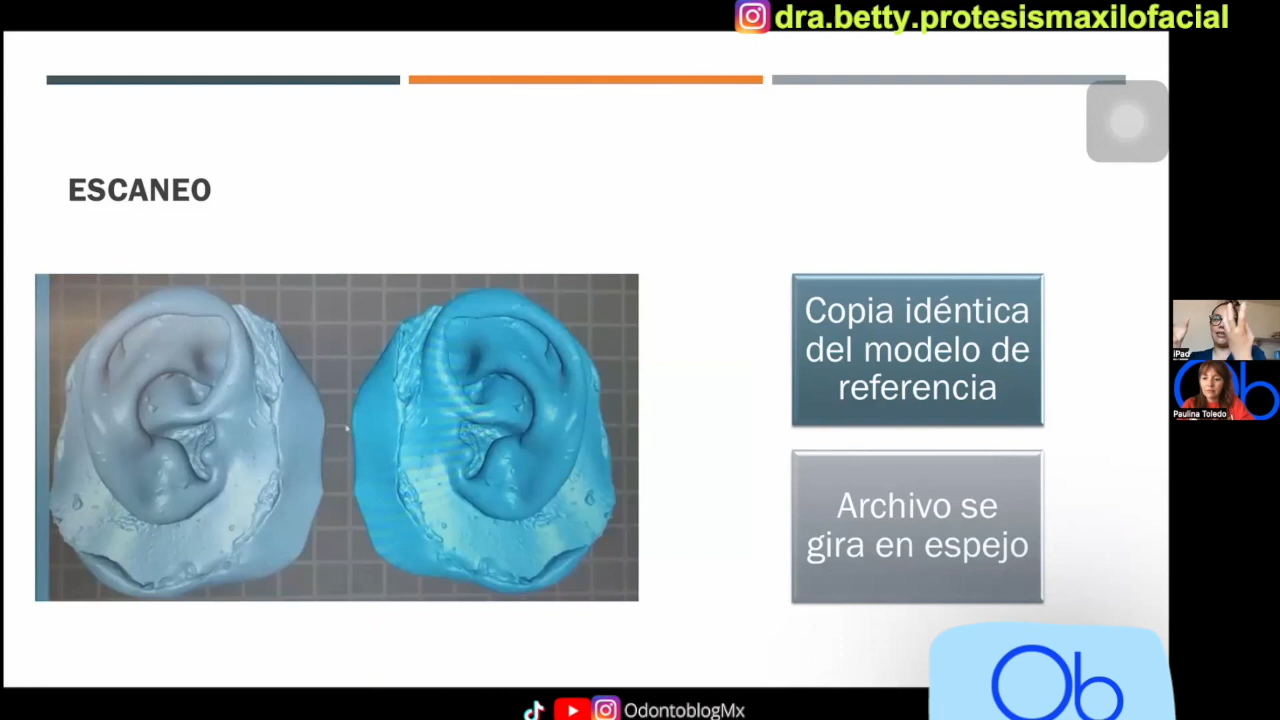 dra.betty.protesismaxilofacial
ESCANEO
Copia idéntica
del modelo de
referencia
Archivo se
gira en espejo
iPad
Ob
Paulina Toledo
Ob
OdontoblogMx